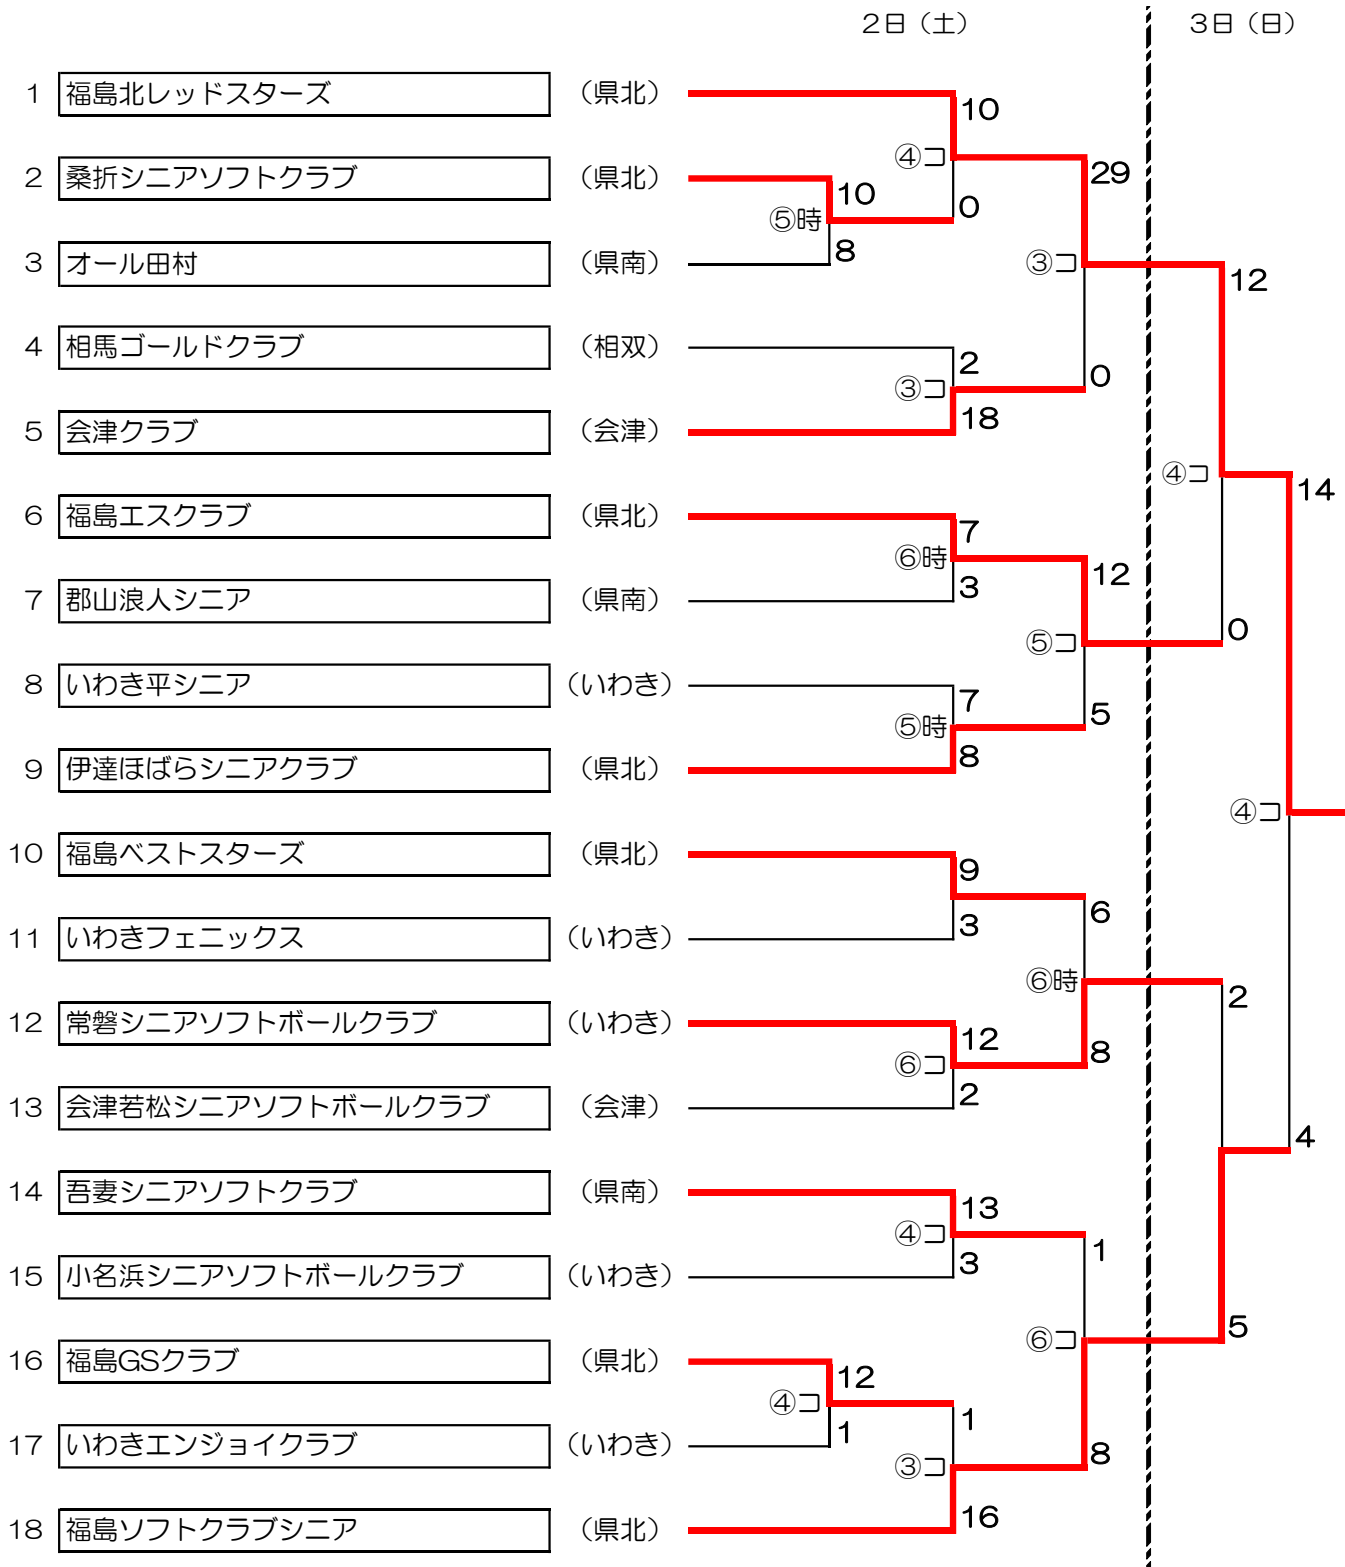 2日（土） 3日（日）
1 福島北レッドスターズ （県北） 10
④コ
2 桑折シニアソフトクラブ （県北） 10 29
⑤時 0
3 オール田村 （県南） 8 ③コ 12
4 相馬ゴールドクラブ （相双） 2 0
③コ
5 会津クラブ （会津） 18
④コ 14
6 福島エスクラブ （県北） 7
⑥時 12
7 郡山浪人シニア （県南） 3
⑤コ 0
8 いわき平シニア （いわき） 7 5
⑤時
9 伊達ほばらシニアクラブ （県北） 8
④コ
10 福島ベストスターズ （県北） 9
6
11 いわきフェニックス （いわき） 3
⑥時 2
12 常磐シニアソフトボールクラブ （いわき） 12 8
⑥コ
13 会津若松シニアソフトボールクラブ （会津） 2
4
14 吾妻シニアソフトクラブ （県南） 13
④コ 1
15 小名浜シニアソフトボールクラブ （いわき） 3
⑥コ 5
16 福島GSクラブ （県北） 12
④コ 1
17 いわきエンジョイクラブ （いわき） 1 8
③コ
18 福島ソフトクラブシニア （県北） 16